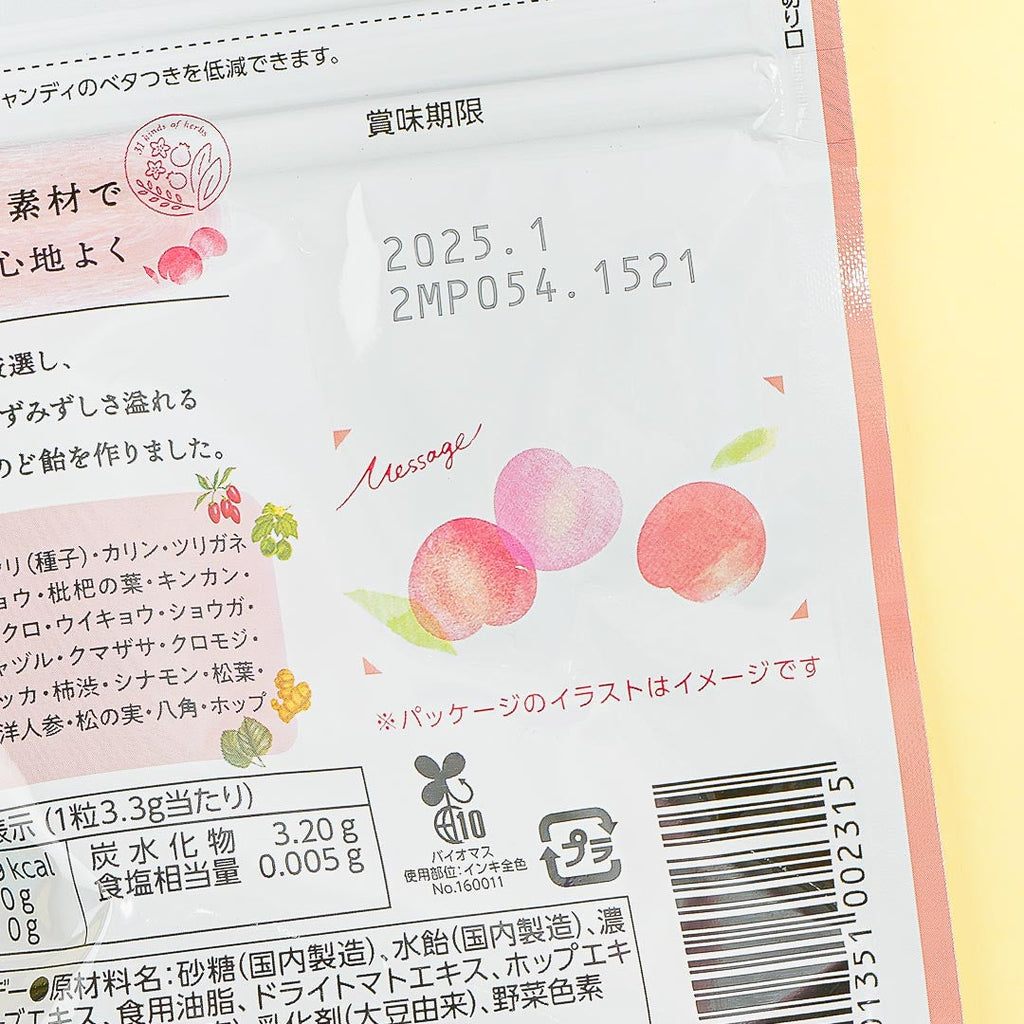 切り口
ャンディのベタつきを低減できます。
賞味期限
31 kinds of herbs
素材で
心地よく
2025.1
2MP054.1521
選し、
ずみずしさ溢れる
のど飴を作りました。
Message
リ(種子)・カリン・ツリガネ
ョウ・枇杷の葉・キンカン・
クロ・ウイキョウ・ショウガ・
ャヅル・クマザサ・クロモジ・
ッカ・柿渋・シナモン・松葉・
洋人参・松の実・八角・ホップ
※パッケージのイラストはイメージです
表示 (1粒3.3g当たり)
kcal
0g
0g
炭水化物 3.20g
食塩相当量 0.005g
10
バイオマス
使用部位:インキ全色
No.160011
プラ
01351 002315
●原材料名:砂糖(国内製造)、水飴(国内製造)、濃
ブエキス、食用油脂、ドライトマトエキス、ホップエキ
乳化剤(大豆由来)、野菜色素